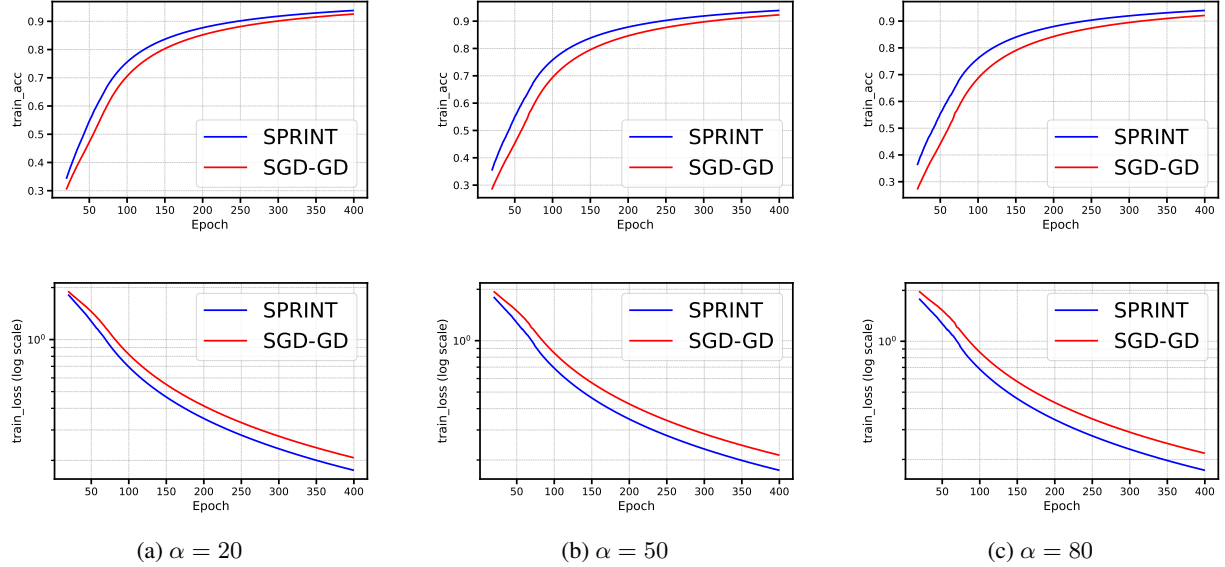 train_acc
0.9
0.8
0.7
0.6
0.5
0.4
0.3
SPRINT
SGD-GD
50 100 150 200 250 300 350 400
Epoch
train_acc
0.9
0.8
0.7
0.6
0.5
0.4
0.3
SPRINT
SGD-GD
50 100 150 200 250 300 350 400
Epoch
train_acc
0.9
0.8
0.7
0.6
0.5
0.4
0.3
SPRINT
SGD-GD
50 100 150 200 250 300 350 400
Epoch
train_loss (log scale)
10⁰
SPRINT
SGD-GD
50 100 150 200 250 300 350 400
Epoch
train_loss (log scale)
10⁰
SPRINT
SGD-GD
50 100 150 200 250 300 350 400
Epoch
train_loss (log scale)
10⁰
SPRINT
SGD-GD
50 100 150 200 250 300 350 400
Epoch
(a) α = 20
(b) α = 50
(c) α = 80